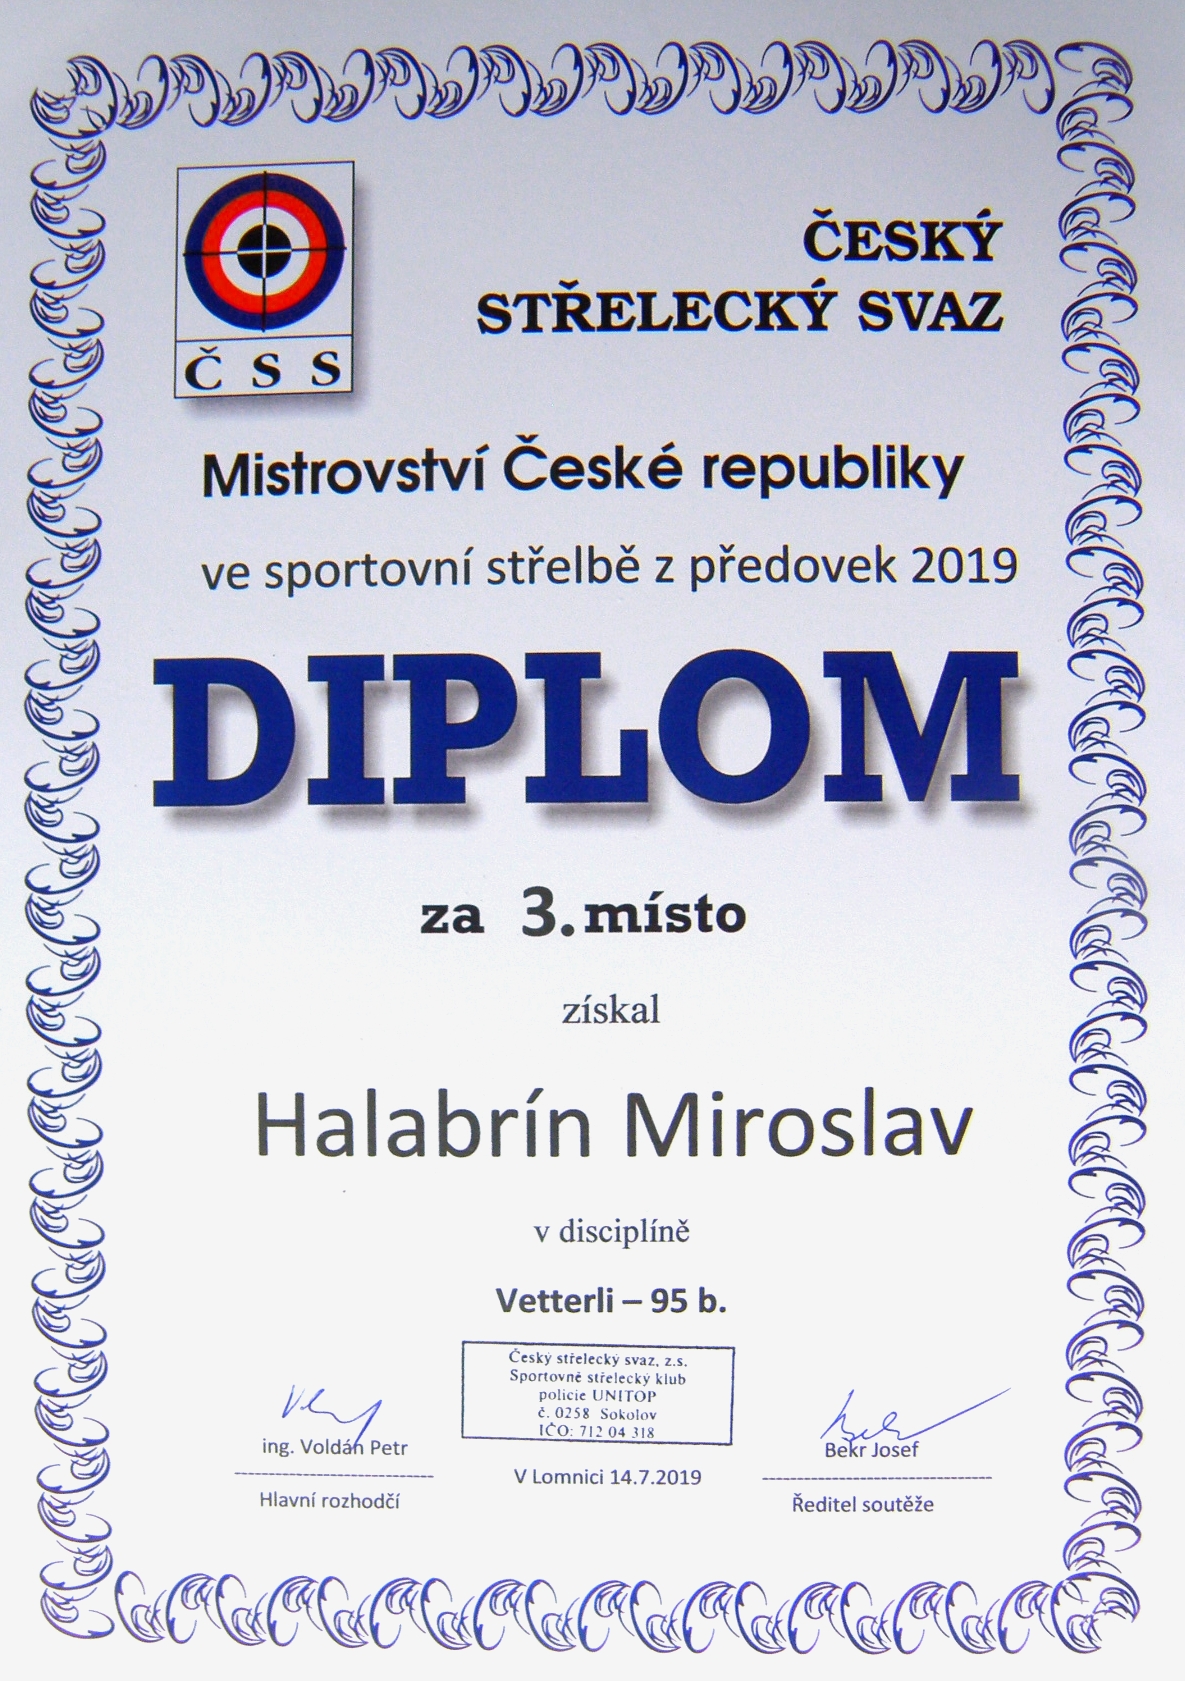 ČSS
ČESKÝ
STŘELECKÝ SVAZ
Mistrovství České republiky
ve sportovní střelbě z předovek 2019
DIPLOM
za 3. místo
získal
Halabrín Miroslav
v disciplíně
Vetterli – 95 b.
Český střelecký svaz, z.s.
Sportovně střelecký klub
policie UNITOP
č. 0258 Sokolov
IČO: 712 04 318
ing. Voldán Petr
Hlavní rozhodčí
V Lomnici 14.7.2019
Bekr Josef
Ředitel soutěže